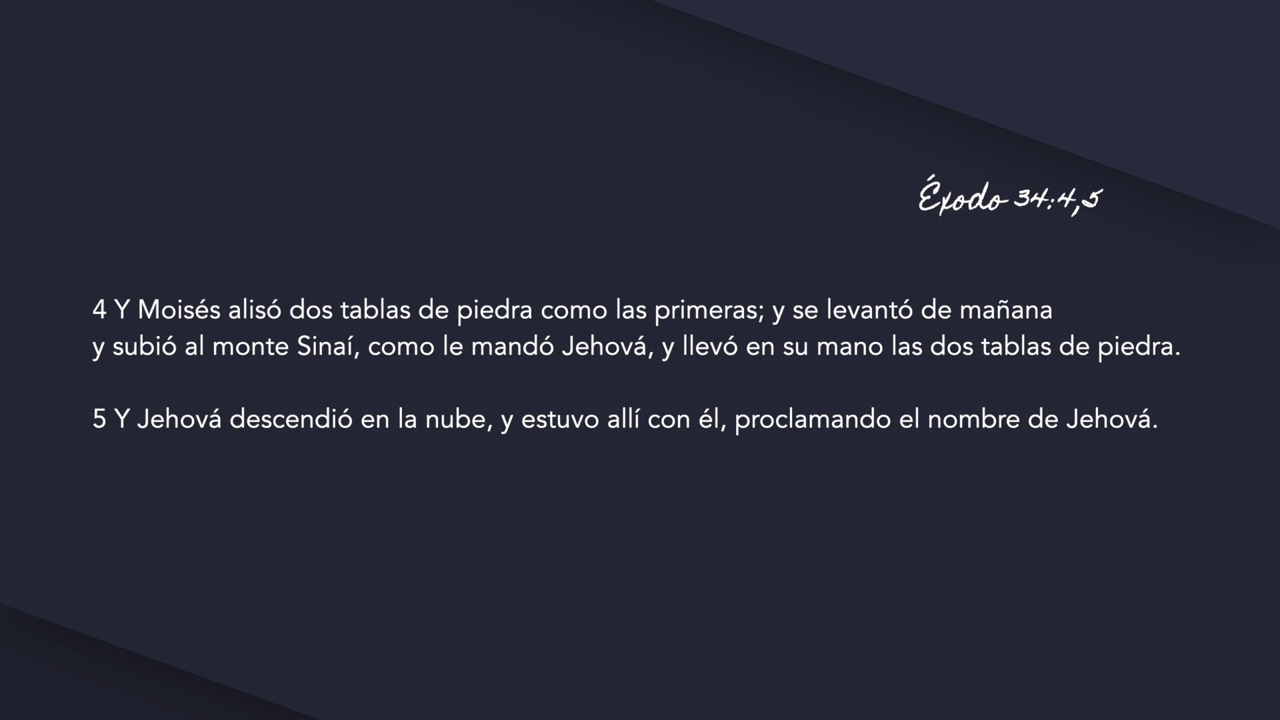 Éxodo 34:4,5
4 Y Moisés alisó dos tablas de piedra como las primeras; y se levantó de mañana
y subió al monte Sinaí, como le mandó Jehová, y llevó en su mano las dos tablas de piedra.
5 Y Jehová descendió en la nube, y estuvo allí con él, proclamando el nombre de Jehová.